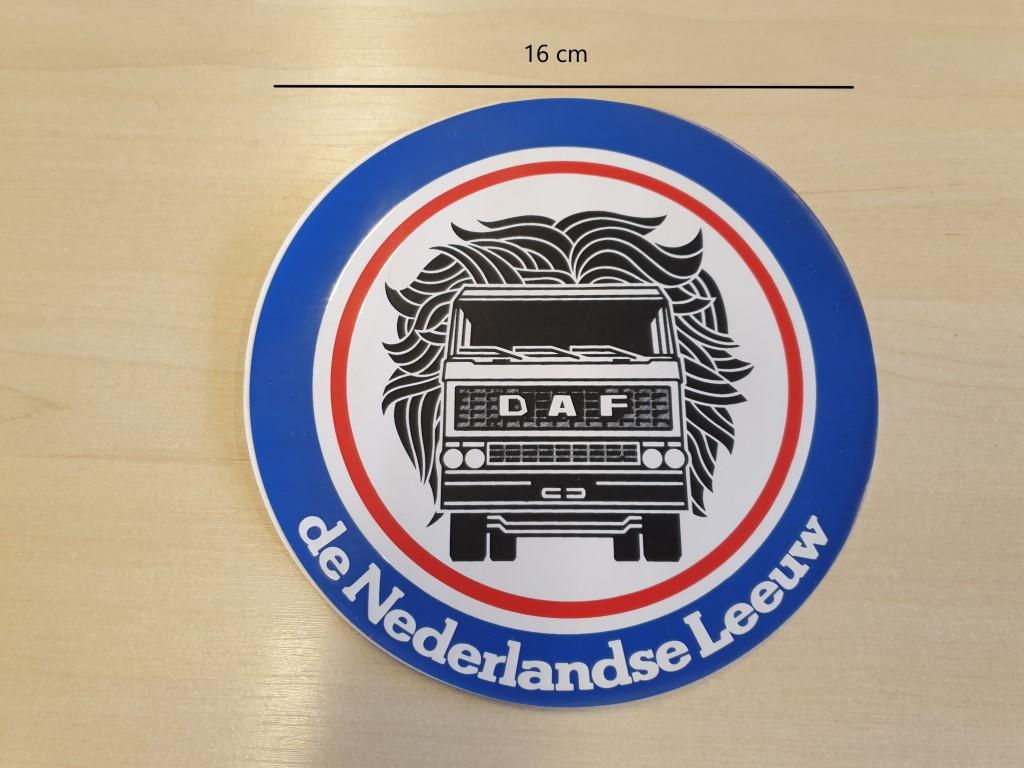 16 cm
DAF
de Nederlandse Leeuw